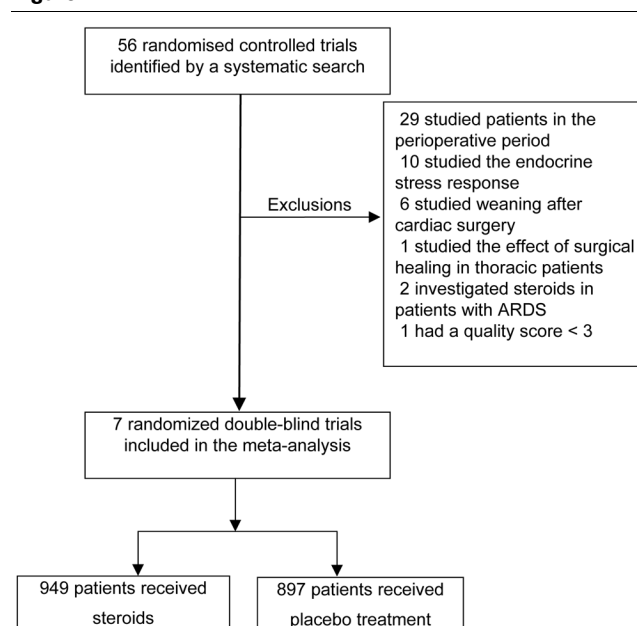 56 randomised controlled trials
identified by a systematic search
Exclusions
29 studied patients in the
perioperative period
10 studied the endocrine
stress response
6 studied weaning after
cardiac surgery
1 studied the effect of surgical
healing in thoracic patients
2 investigated steroids in
patients with ARDS
1 had a quality score < 3
7 randomized double-blind trials
included in the meta-analysis
949 patients received
steroids
897 patients received
placebo treatment